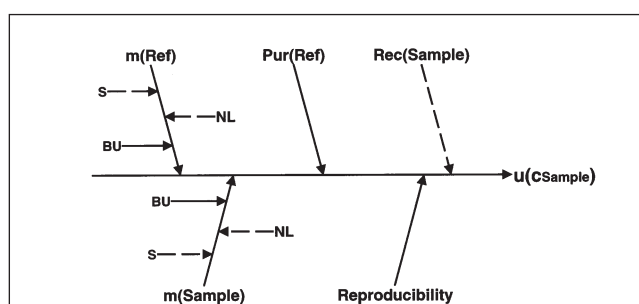 m(Ref) Pur(Ref) Rec(Sample)
S
NL
BU
u(cSample)
BU
NL
S
m(Sample) Reproducibility